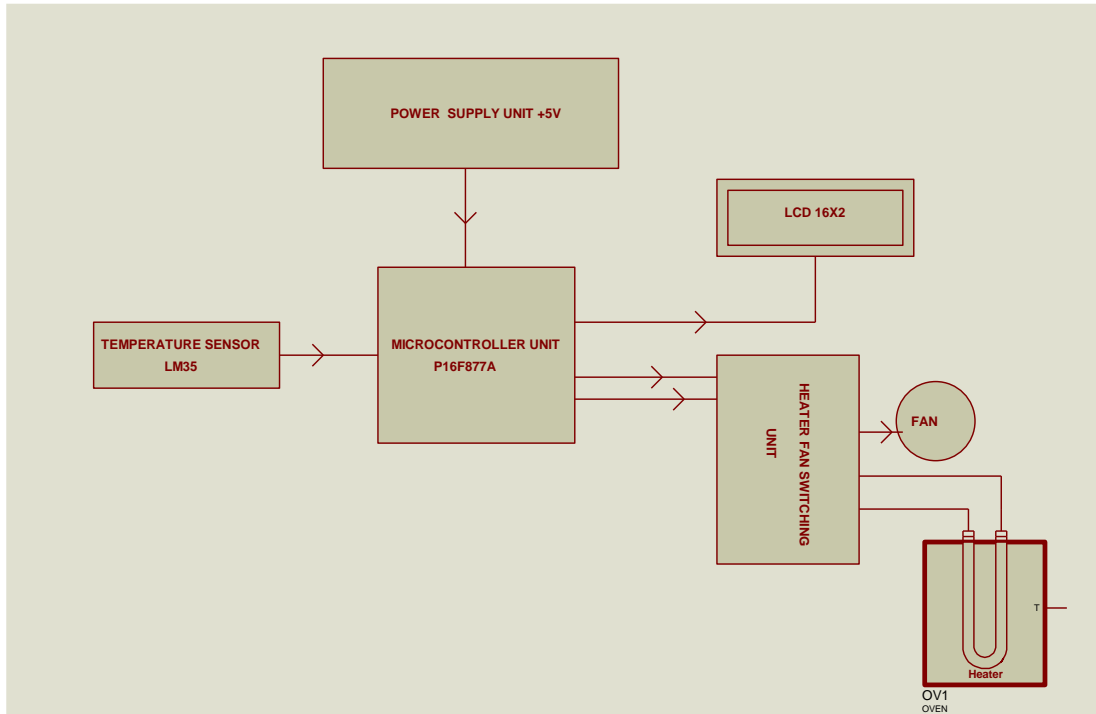 POWER SUPPLY UNIT +5V
LCD 16X2
TEMPERATURE SENSOR
LM35
MICROCONTROLLER UNIT
P16F877A
HEATER FAN SWITCHING
UNIT
FAN
T
Heater
OV1
OVEN